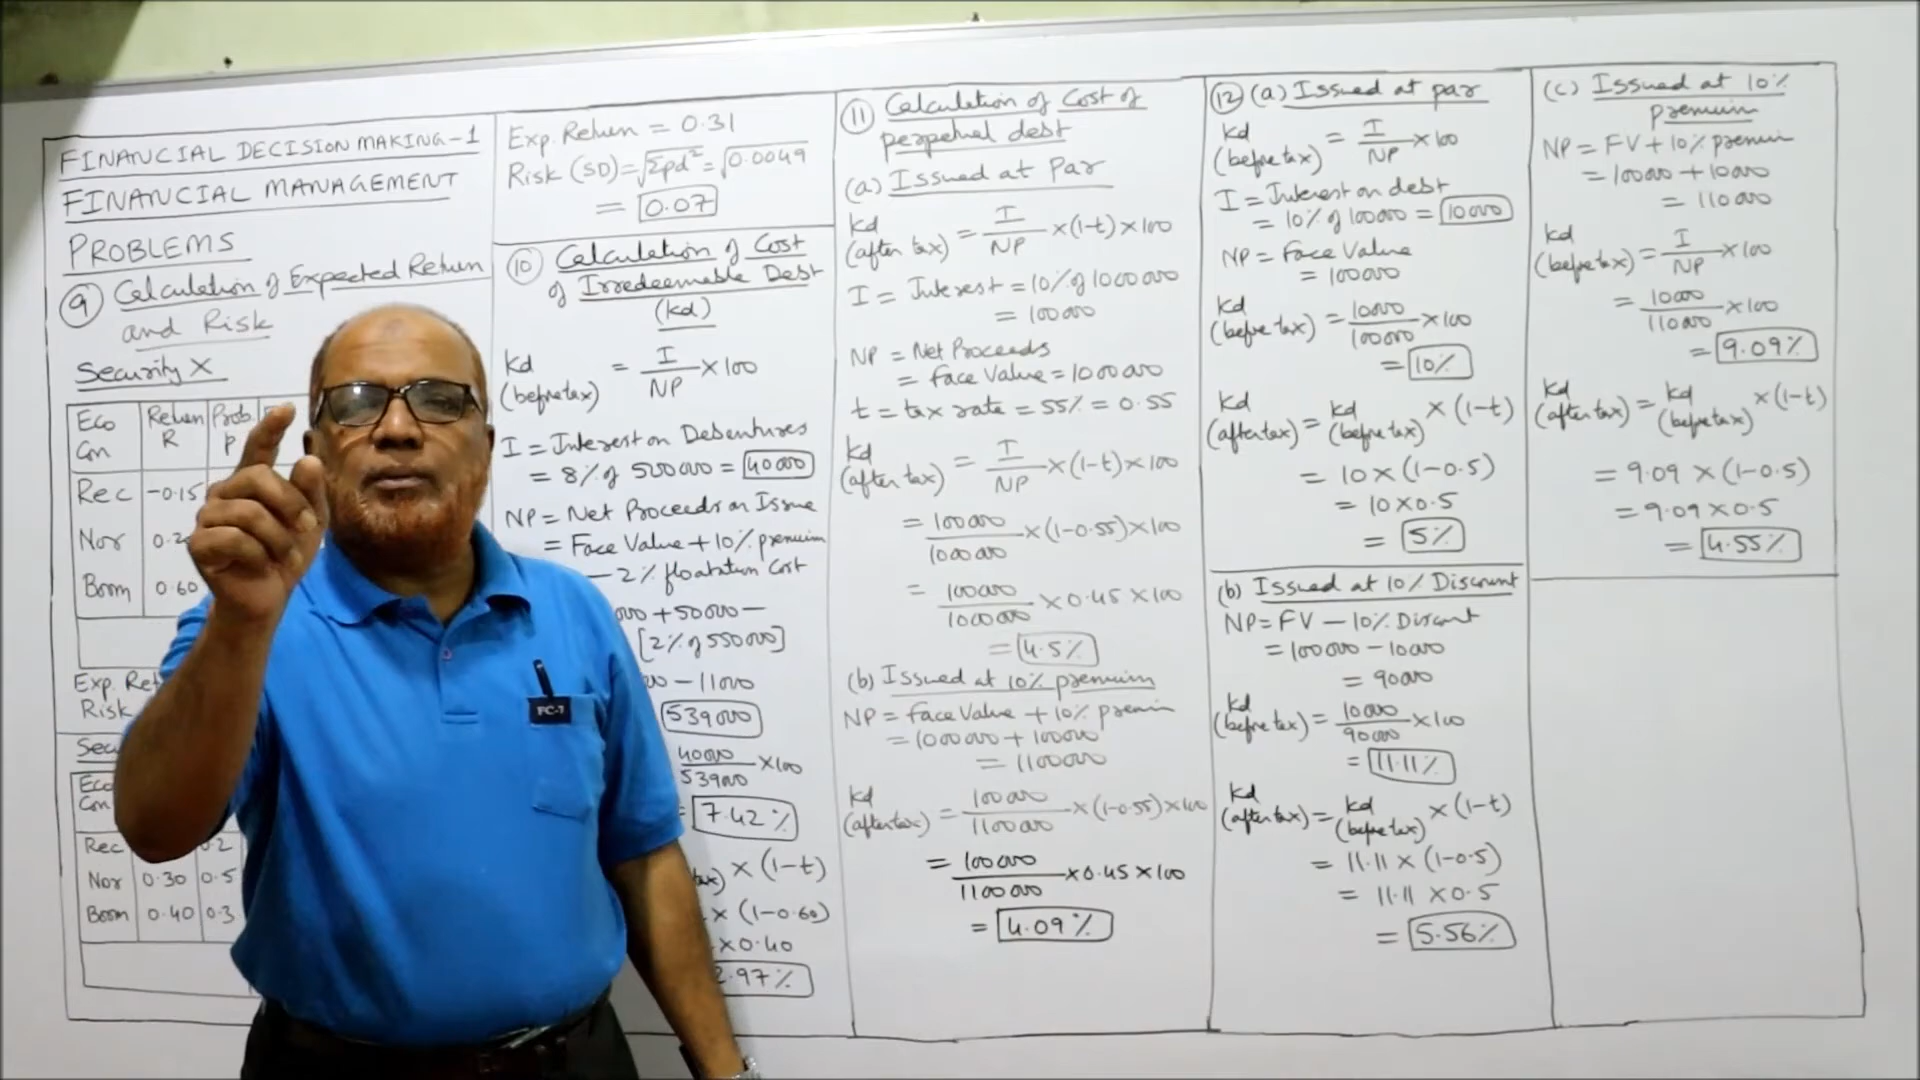 FINANCIAL DECISION MAKING-1
FINANCIAL MANAGEMENT
PROBLEMS
⑨ Calculation of Expected Return
and Risk
Security X
Eco Return Prob.
Con R p
Rec -0.15
Nor
Boom 0.60
Exp. Ret
Risk
Eco
Con
Rec 0.2
Nor 0.30 0.5
Boom 0.40 0.3
Exp. Return = 0.31
Risk (SD) = √Σpd² = √0.0049
= 0.07
⑩ Calculation of Cost
of Irredeemable Debt
(kd)
kd (before tax) = I/NP × 100
I = Interest on Debentures
= 8% of 500000 = 40000
NP = Net Proceeds on Issue
= Face Value + 10% premium
- 2% floatation Cost
+ 50000 -
[2% of 550000]
- 11000
539000
40000/539000 × 100
= 7.42%
× (1-t)
× (1-0.60)
× 0.40
2.97%
⑪ Calculation of Cost of
perpetual debt
(a) Issued at Par
kd (after tax) = I/NP × (1-t) × 100
I = Interest = 10% of 1000000
= 100000
NP = Net Proceeds
= Face Value = 1000000
t = tax rate = 55% = 0.55
kd (after tax) = I/NP × (1-t) × 100
= 100000/1000000 × (1-0.55) × 100
= 100000/1000000 × 0.45 × 100
= 4.5%
(b) Issued at 10% premium
NP = Face Value + 10% premium
= 1000000 + 100000
= 1100000
kd (after tax) = 100000/1100000 × (1-0.55) × 100
= 100000/1100000 × 0.45 × 100
= 4.09%
⑫ (a) Issued at par
kd (before tax) = I/NP × 100
I = Interest on debt
= 10% of 100000 = 10000
NP = Face Value
= 100000
kd (before tax) = 10000/100000 × 100
= 10%
kd (after tax) = kd (before tax) × (1-t)
= 10 × (1-0.5)
= 10 × 0.5
= 5%
(b) Issued at 10% Discount
NP = FV - 10% Discount
= 100000 - 10000
= 90000
kd (before tax) = 10000/90000 × 100
= 11.11%
kd (after tax) = kd (before tax) × (1-t)
= 11.11 × (1-0.5)
= 11.11 × 0.5
= 5.56%
(c) Issued at 10%
premium
NP = FV + 10% premium
= 100000 + 10000
= 110000
kd (before tax) = I/NP × 100
= 10000/110000 × 100
= 9.09%
kd (after tax) = kd (before tax) × (1-t)
= 9.09 × (1-0.5)
= 9.09 × 0.5
= 4.55%
FC-7